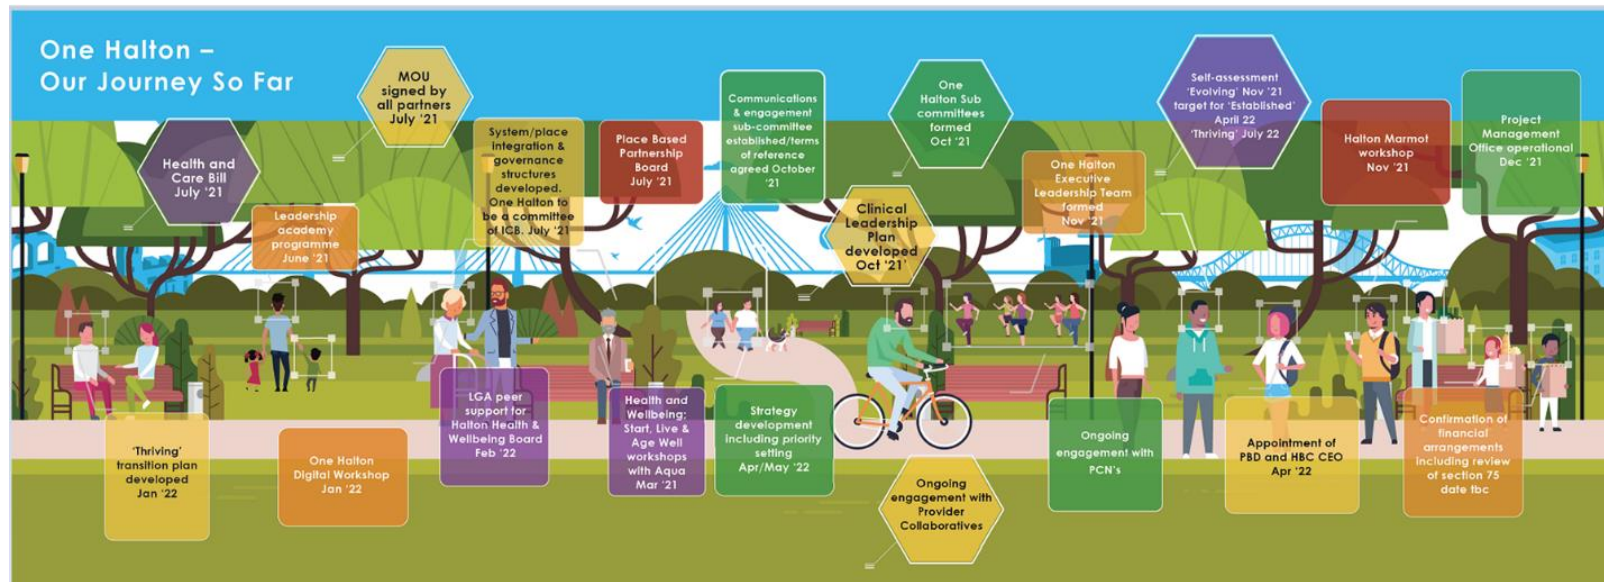 One Halton –
Our Journey So Far
Health and
Care Bill
July ‘21
Leadership
academy
programme
June ‘21
MOU
signed by
all partners
July ‘21
System/place
integration &
governance
structures
developed.
One Halton to
be a committee
of ICB. July ‘21
Place Based
Partnership
Board
July ‘21
Communications
& engagement
sub-committee
established/terms
of reference
agreed October
‘21
Clinical
Leadership
Plan
developed
Oct ‘21’
One
Halton Sub
committees
formed
Oct ‘21
One Halton
Executive
Leadership Team
formed
Nov ‘21
Self-assessment
‘Evolving’ Nov ‘21
target for ‘Established’
April 22
‘Thriving’ July 22
Halton Marmot
workshop
Nov ‘21
Project
Management
Office operational
Dec ‘21
‘Thriving’
transition plan
developed
Jan ‘22
One Halton
Digital Workshop
Jan ‘22
LGA peer
support for
Halton Health &
Wellbeing Board
Feb ‘22
Health and
Wellbeing:
Start, Live &
Age Well
workshops
with Aqua
Mar ‘21
Strategy
development
including priority
setting
Apr/May ‘22
Ongoing
engagement with
Provider
Collaboratives
Ongoing
engagement with
PCN’s
Appointment of
PBD and HBC CEO
Apr ‘22
Confirmation of
financial
arrangements
including review
of section 75
date tbc